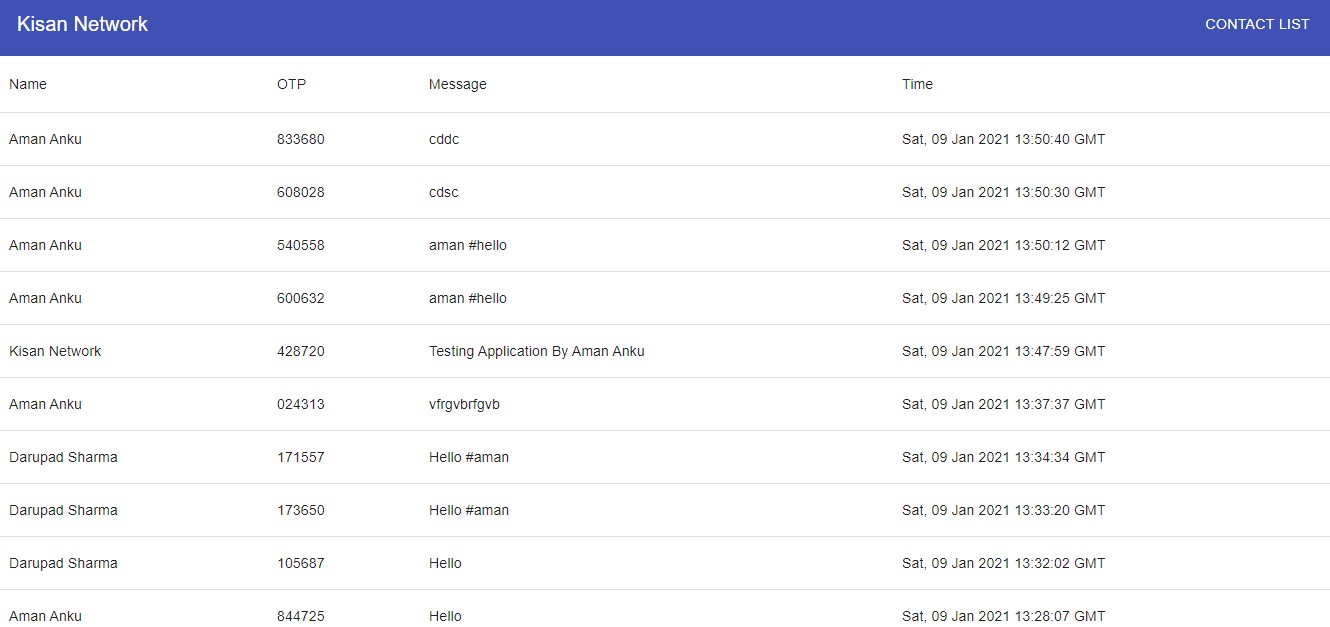 Kisan Network CONTACT LIST
Name OTP Message Time
Aman Anku 833680 cddc Sat, 09 Jan 2021 13:50:40 GMT
Aman Anku 608028 cdsc Sat, 09 Jan 2021 13:50:30 GMT
Aman Anku 540558 aman #hello Sat, 09 Jan 2021 13:50:12 GMT
Aman Anku 600632 aman #hello Sat, 09 Jan 2021 13:49:25 GMT
Kisan Network 428720 Testing Application By Aman Anku Sat, 09 Jan 2021 13:47:59 GMT
Aman Anku 024313 vfrgvbrfgvb Sat, 09 Jan 2021 13:37:37 GMT
Darupad Sharma 171557 Hello #aman Sat, 09 Jan 2021 13:34:34 GMT
Darupad Sharma 173650 Hello #aman Sat, 09 Jan 2021 13:33:20 GMT
Darupad Sharma 105687 Hello Sat, 09 Jan 2021 13:32:02 GMT
Aman Anku 844725 Hello Sat, 09 Jan 2021 13:28:07 GMT